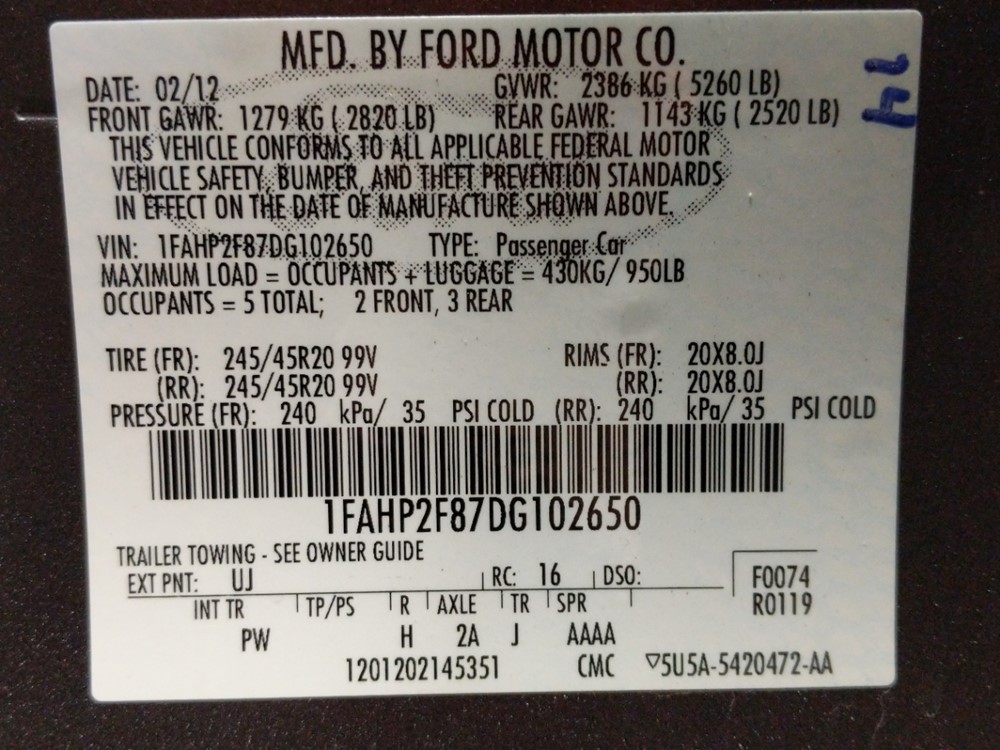 MFD. BY FORD MOTOR CO.
DATE: 02/12 GVWR: 2386 KG ( 5260 LB)
FRONT GAWR: 1279 KG ( 2820 LB) REAR GAWR: 1143 KG ( 2520 LB)
THIS VEHICLE CONFORMS TO ALL APPLICABLE FEDERAL MOTOR
VEHICLE SAFETY, BUMPER, AND THEFT PREVENTION STANDARDS
IN EFFECT ON THE DATE OF MANUFACTURE SHOWN ABOVE.
VIN: 1FAHP2F87DG102650 TYPE: Passenger Car
MAXIMUM LOAD = OCCUPANTS + LUGGAGE = 430KG/ 950LB
OCCUPANTS = 5 TOTAL; 2 FRONT, 3 REAR
TIRE (FR): 245/45R20 99V RIMS (FR): 20X8.0J
(RR): 245/45R20 99V (RR): 20X8.0J
PRESSURE (FR): 240 kPa/ 35 PSI COLD (RR): 240 kPa/ 35 PSI COLD
1FAHP2F87DG102650
TRAILER TOWING - SEE OWNER GUIDE
EXT PNT: UJ RC: 16 DSO: F0074
INT TR TP/PS R AXLE TR SPR R0119
PW H 2A J AAAA
1201202145351 CMC ▽5U5A-5420472-AA